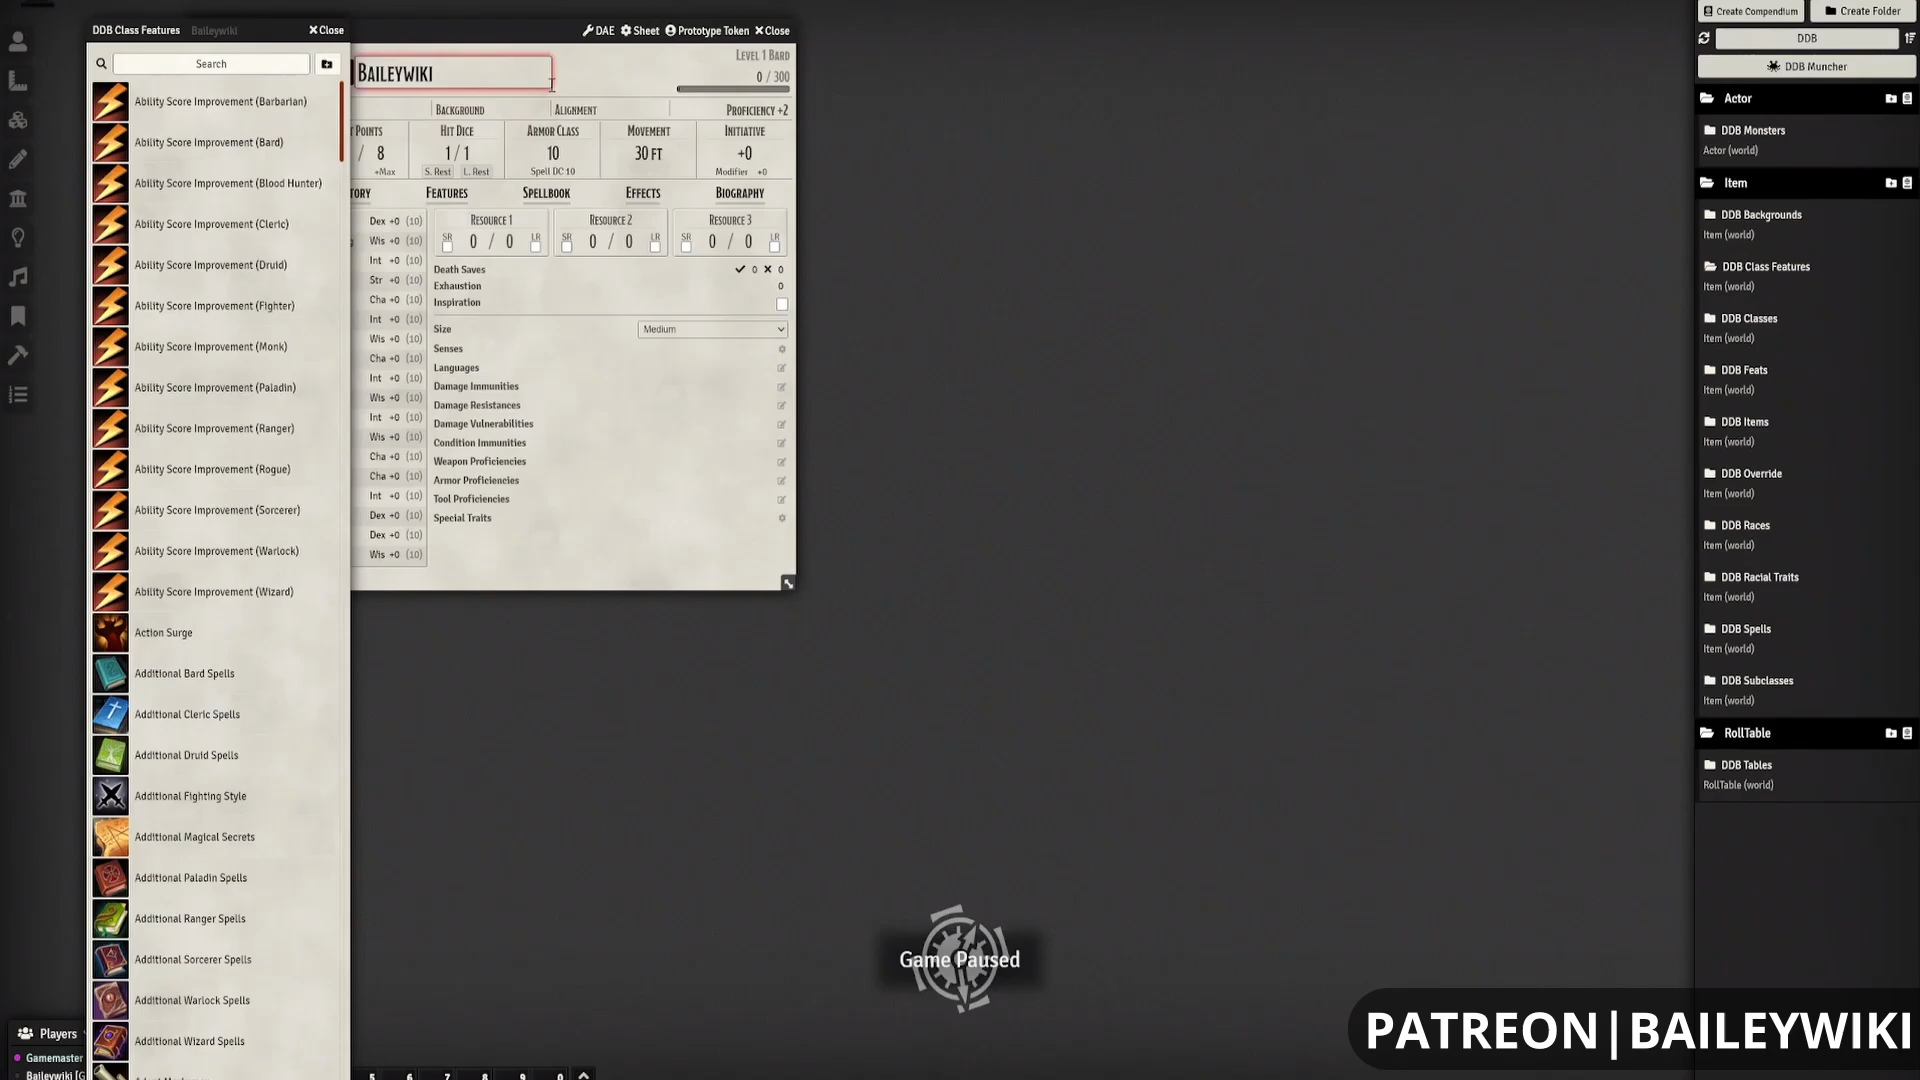 DDB Class Features Baileywiki Close
Search
Ability Score Improvement (Barbarian)
Ability Score Improvement (Bard)
Ability Score Improvement (Blood Hunter)
Ability Score Improvement (Cleric)
Ability Score Improvement (Druid)
Ability Score Improvement (Fighter)
Ability Score Improvement (Monk)
Ability Score Improvement (Paladin)
Ability Score Improvement (Ranger)
Ability Score Improvement (Rogue)
Ability Score Improvement (Sorcerer)
Ability Score Improvement (Warlock)
Ability Score Improvement (Wizard)
Action Surge
Additional Bard Spells
Additional Cleric Spells
Additional Druid Spells
Additional Fighting Style
Additional Magical Secrets
Additional Paladin Spells
Additional Ranger Spells
Additional Sorcerer Spells
Additional Warlock Spells
Additional Wizard Spells
DAE Sheet Prototype Token Close
Baileywiki
Level 1 Bard
0 / 300
Background Alignment Proficiency +2
Points Hit Dice Armor Class Movement Initiative
/ 8 1 / 1 10 30 ft +0
+Max S. Rest L. Rest Spell DC 10 Modifier +0
Features Spellbook Effects Biography
Dex +0 (10)
Wis +0 (10)
Int +0 (10)
Str +0 (10)
Cha +0 (10)
Int +0 (10)
Wis +0 (10)
Cha +0 (10)
Int +0 (10)
Wis +0 (10)
Int +0 (10)
Wis +0 (10)
Cha +0 (10)
Cha +0 (10)
Int +0 (10)
Dex +0 (10)
Dex +0 (10)
Wis +0 (10)
Resource 1 Resource 2 Resource 3
SR 0 / 0 LR SR 0 / 0 LR SR 0 / 0 LR
Death Saves 0 0
Exhaustion 0
Inspiration
Size Medium
Senses
Languages
Damage Immunities
Damage Resistances
Damage Vulnerabilities
Condition Immunities
Weapon Proficiencies
Armor Proficiencies
Tool Proficiencies
Special Traits
Create Compendium Create Folder
DDB
DDB Muncher
Actor
DDB Monsters
Actor (world)
Item
DDB Backgrounds
Item (world)
DDB Class Features
Item (world)
DDB Classes
Item (world)
DDB Feats
Item (world)
DDB Items
Item (world)
DDB Override
Item (world)
DDB Races
Item (world)
DDB Racial Traits
Item (world)
DDB Spells
Item (world)
DDB Subclasses
Item (world)
RollTable
DDB Tables
RollTable (world)
Game Paused
Players
Gamemaster
Baileywiki [G
5 6 7 8 9 0
PATREON|BAILEYWIKI